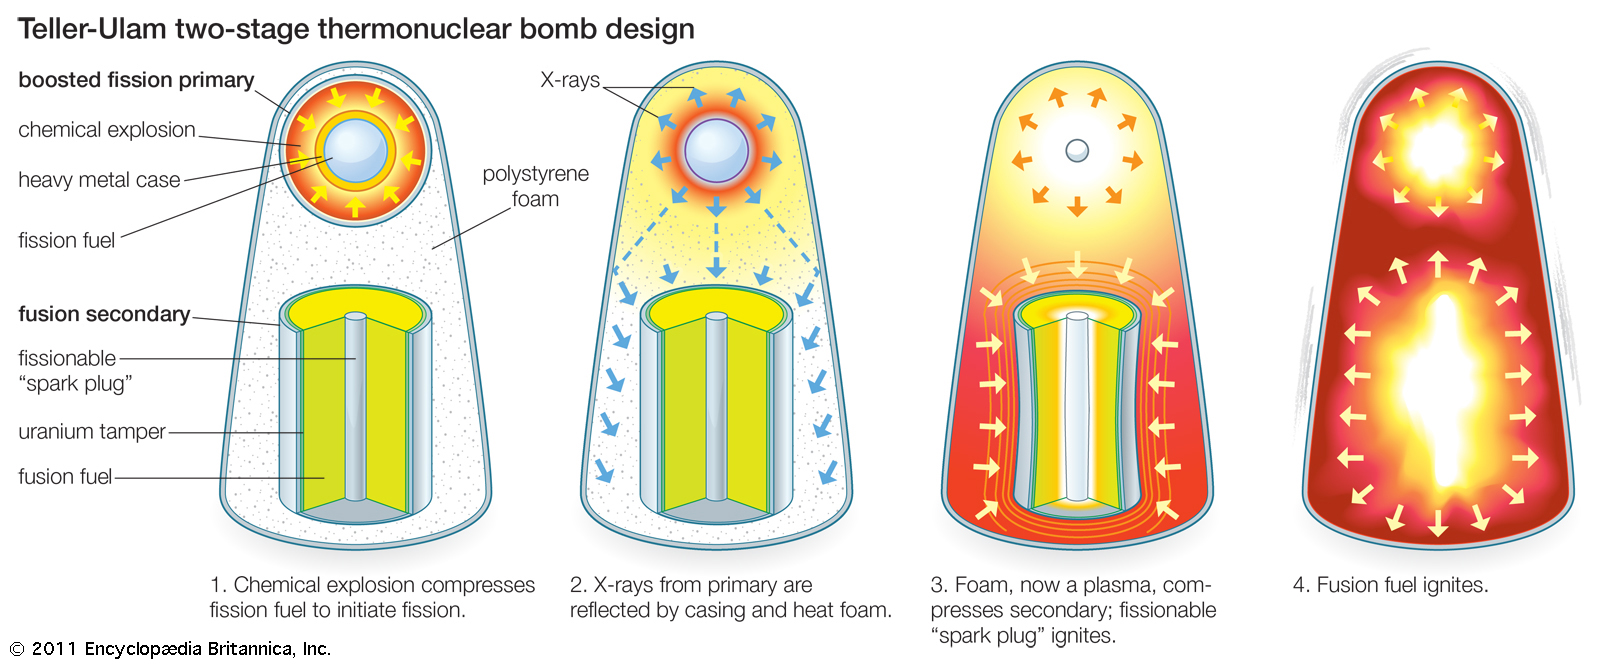 Teller-Ulam two-stage thermonuclear bomb design
boosted fission primary
chemical explosion
heavy metal case
fission fuel
fusion secondary
fissionable
“spark plug”
uranium tamper
fusion fuel
polystyrene
foam
X-rays
1. Chemical explosion compresses
fission fuel to initiate fission.
2. X-rays from primary are
reflected by casing and heat foam.
3. Foam, now a plasma, com-
presses secondary; fissionable
“spark plug” ignites.
4. Fusion fuel ignites.
© 2011 Encyclopædia Britannica, Inc.